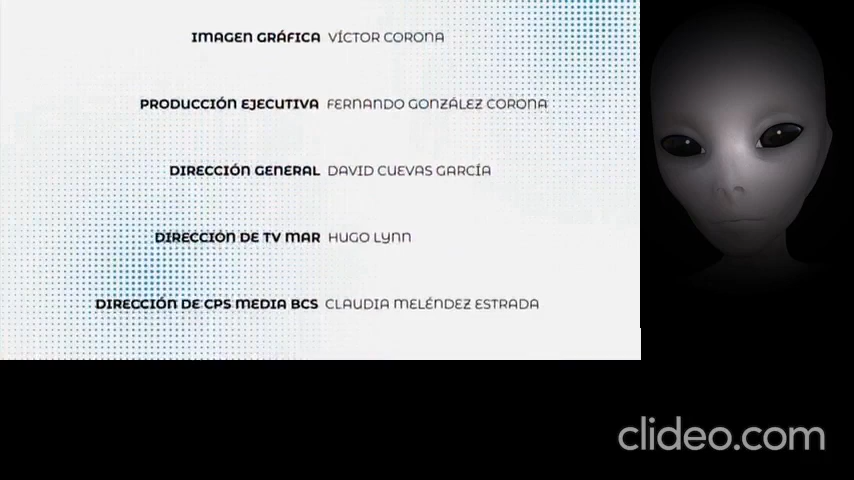 IMAGEN GRÁFICA VÍCTOR CORONA
PRODUCCIÓN EJECUTIVA FERNANDO GONZÁLEZ CORONA
DIRECCIÓN GENERAL DAVID CUEVAS GARCÍA
DIRECCIÓN DE TV MAR HUGO LYNN
DIRECCIÓN DE CPS MEDIA BCS CLAUDIA MELÉNDEZ ESTRADA
clideo.com